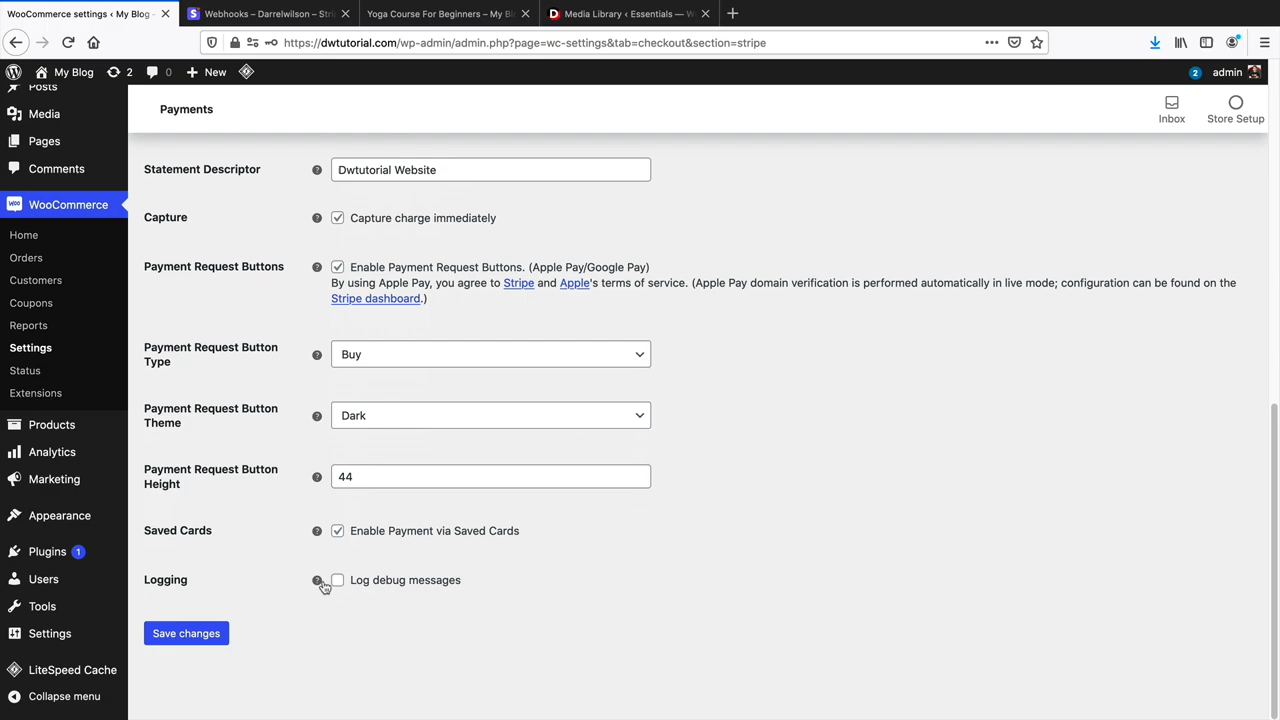 WooCommerce settings ‹ My Blog –
Webhooks – Darrelwilson – Stri
Yoga Course For Beginners – My Bl
Media Library ‹ Essentials — W
https://dwtutorial.com/wp-admin/admin.php?page=wc-settings&tab=checkout&section=stripe
My Blog
2
0
New
2
admin
Posts
Media
Pages
Comments
WooCommerce
Home
Orders
Customers
Coupons
Reports
Settings
Status
Extensions
Products
Analytics
Marketing
Appearance
Plugins 1
Users
Tools
Settings
LiteSpeed Cache
Collapse menu
Payments
Inbox
Store Setup
Statement Descriptor
Dwtutorial Website
Capture
Capture charge immediately
Payment Request Buttons
Enable Payment Request Buttons. (Apple Pay/Google Pay)
By using Apple Pay, you agree to Stripe and Apple's terms of service. (Apple Pay domain verification is performed automatically in live mode; configuration can be found on the
Stripe dashboard.)
Payment Request Button
Type
Buy
Payment Request Button
Theme
Dark
Payment Request Button
Height
44
Saved Cards
Enable Payment via Saved Cards
Logging
Log debug messages
Save changes